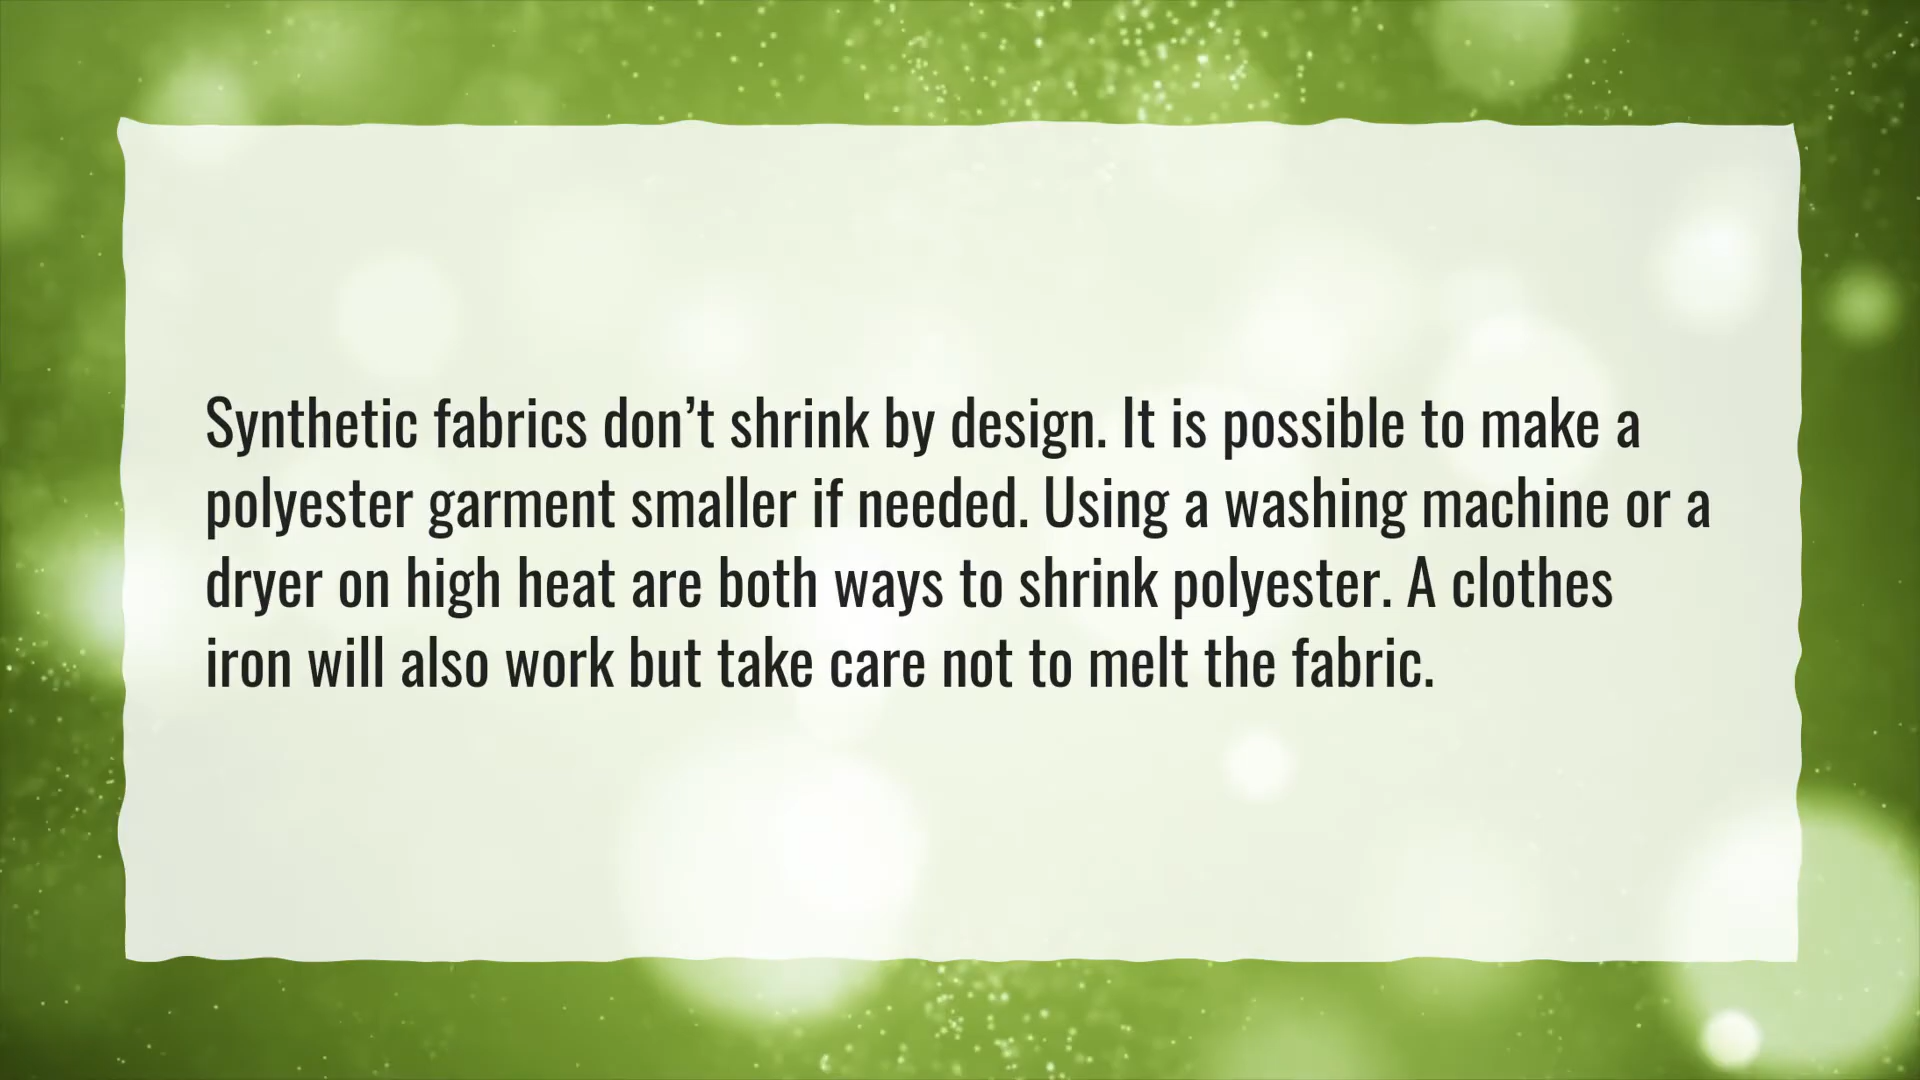 Synthetic fabrics don’t shrink by design. It is possible to make a
polyester garment smaller if needed. Using a washing machine or a
dryer on high heat are both ways to shrink polyester. A clothes
iron will also work but take care not to melt the fabric.